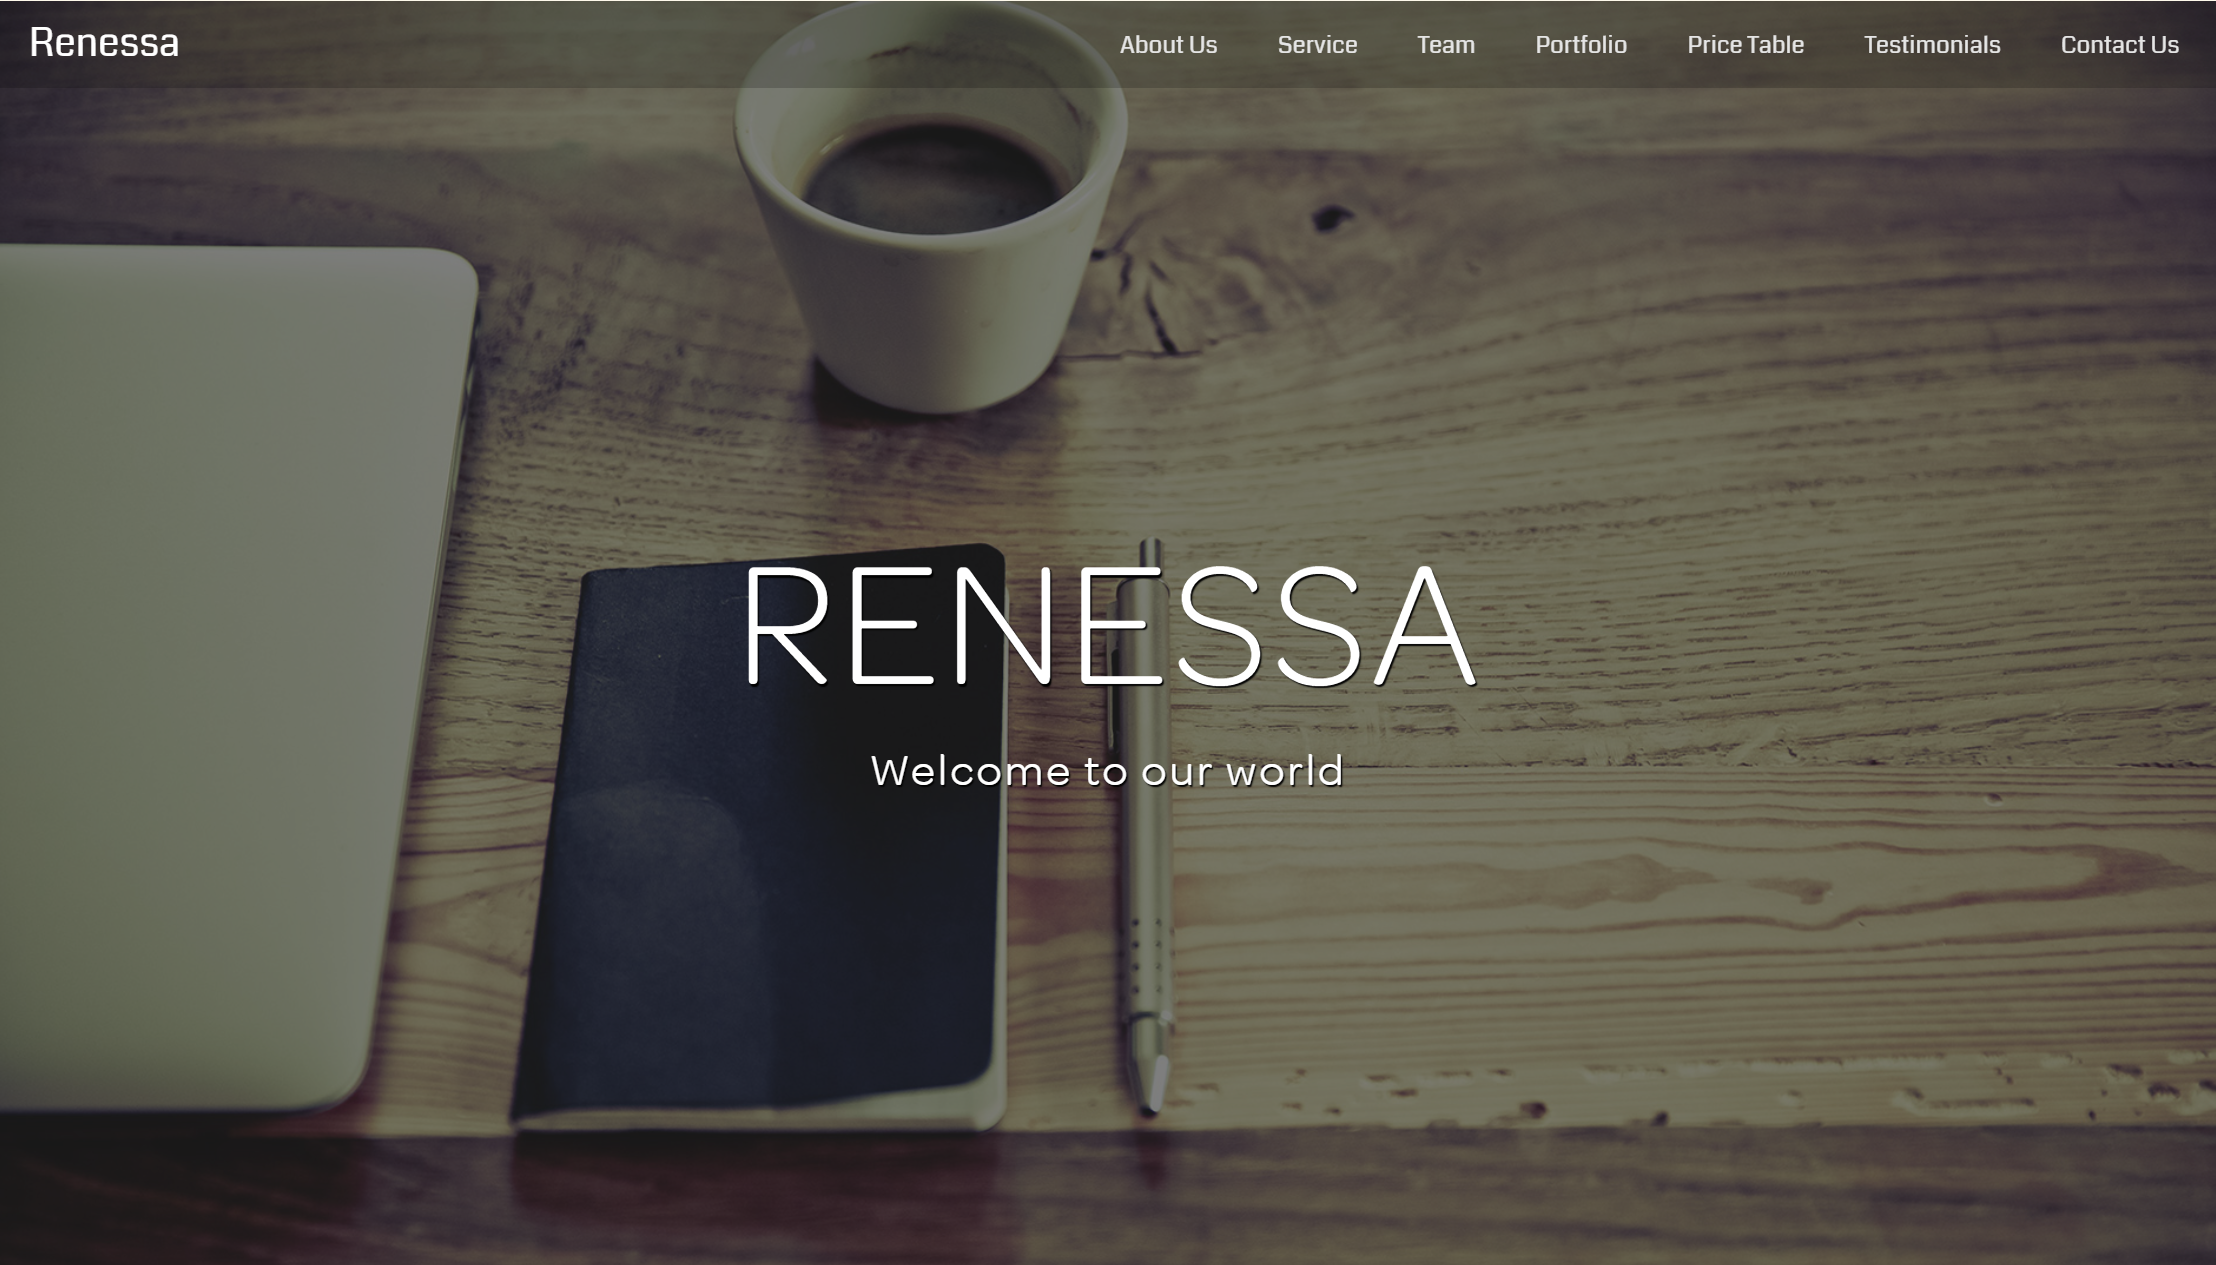 Renessa
About Us Service Team Portfolio Price Table Testimonials Contact Us
RENESSA
Welcome to our world